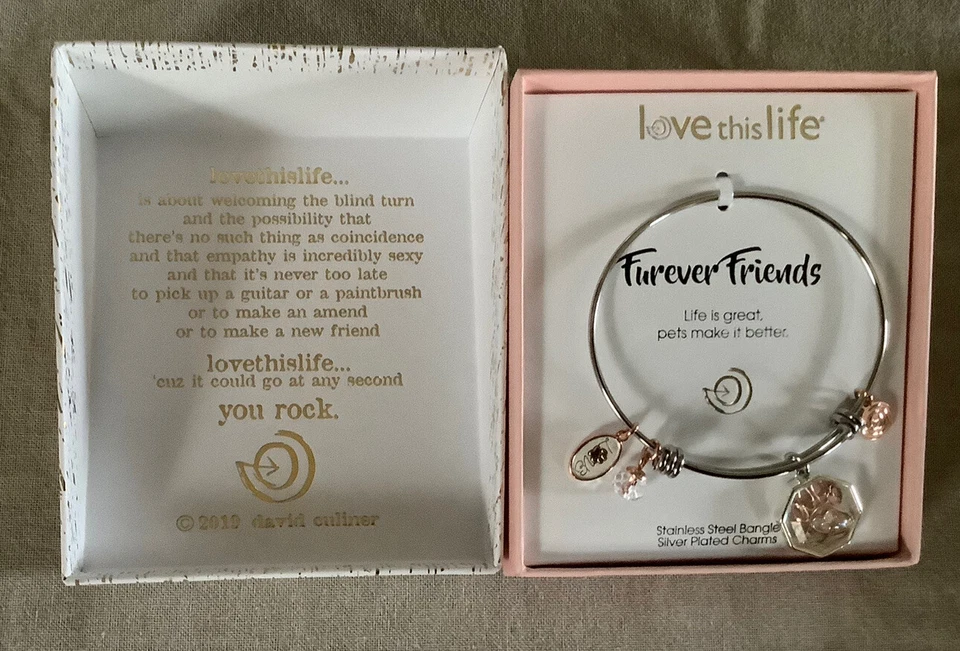 lovethislife...
is about welcoming the blind turn
and the possibility that
there's no such thing as coincidence
and that empathy is incredibly sexy
and that it's never too late
to pick up a guitar or a paintbrush
or to make an amend
or to make a new friend
lovethislife...
'cuz it could go at any second
you rock.
© 2019 david culiner
love this life®
Furever Friends
Life is great,
pets make it better.
Stainless Steel Bangle
Silver Plated Charms